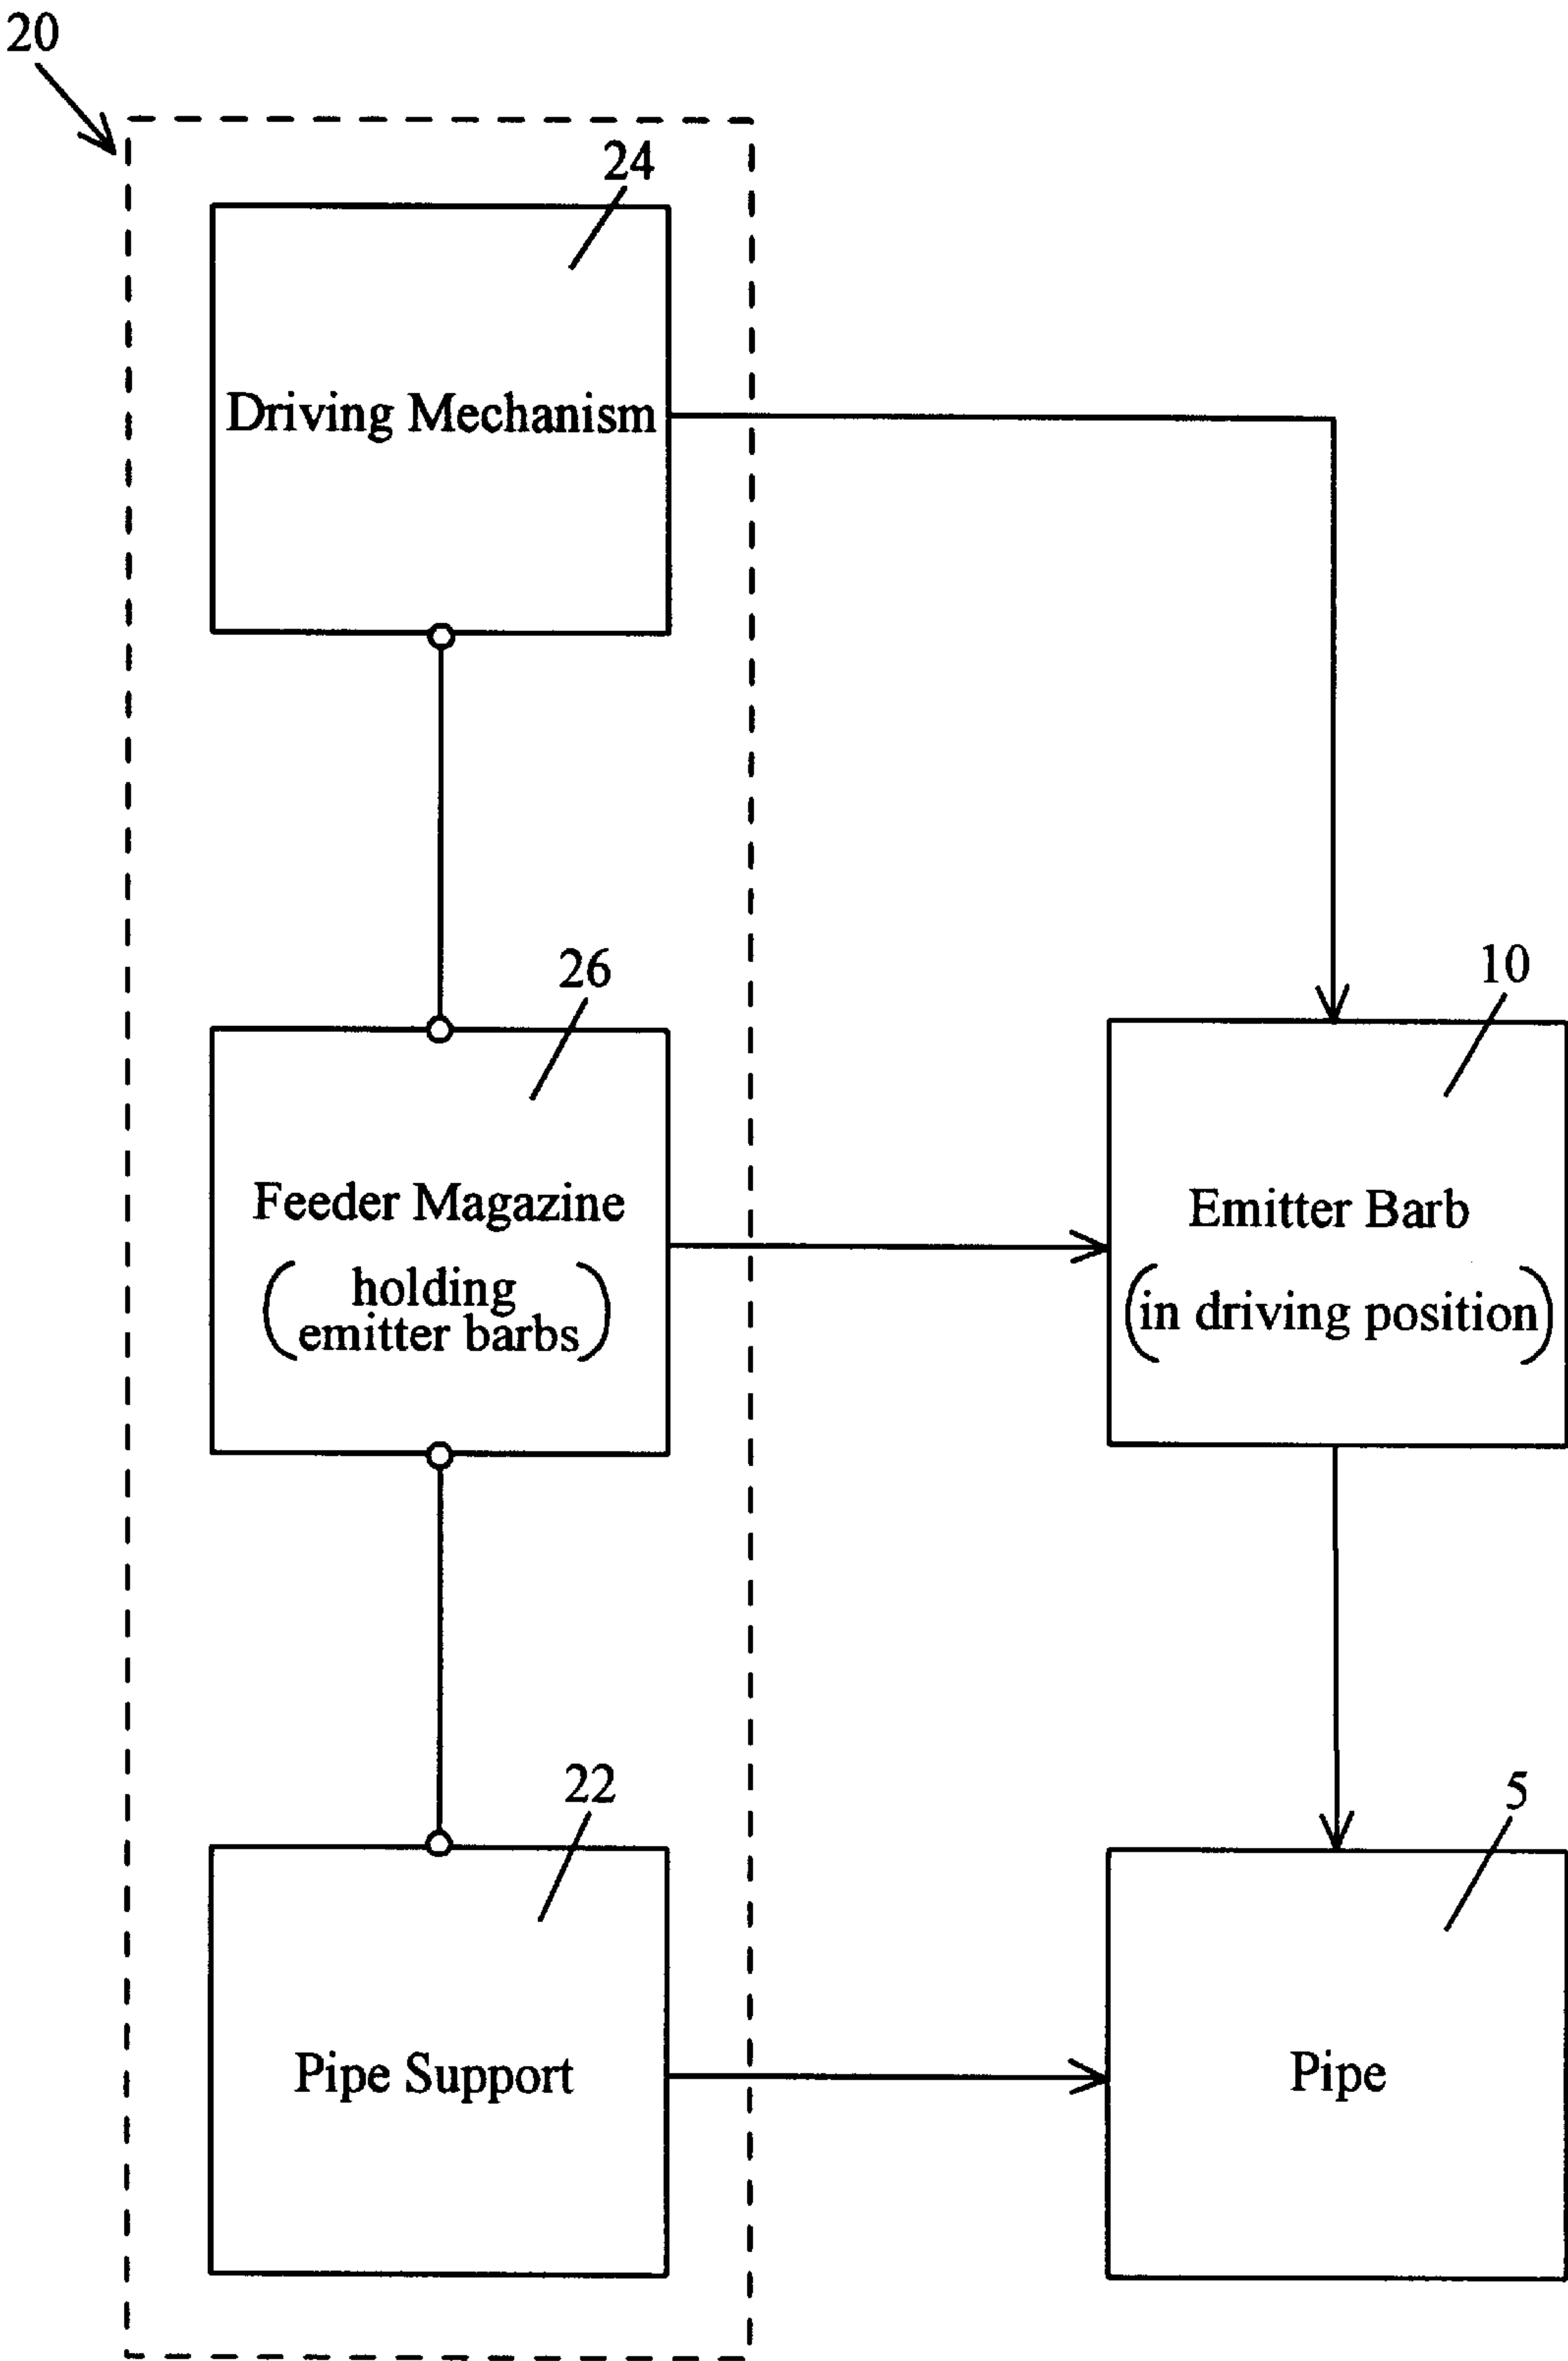 20
24
Driving Mechanism
26
10
Feeder Magazine
(holding
emitter barbs)
Emitter Barb
(in driving position)
22
5
Pipe Support
Pipe